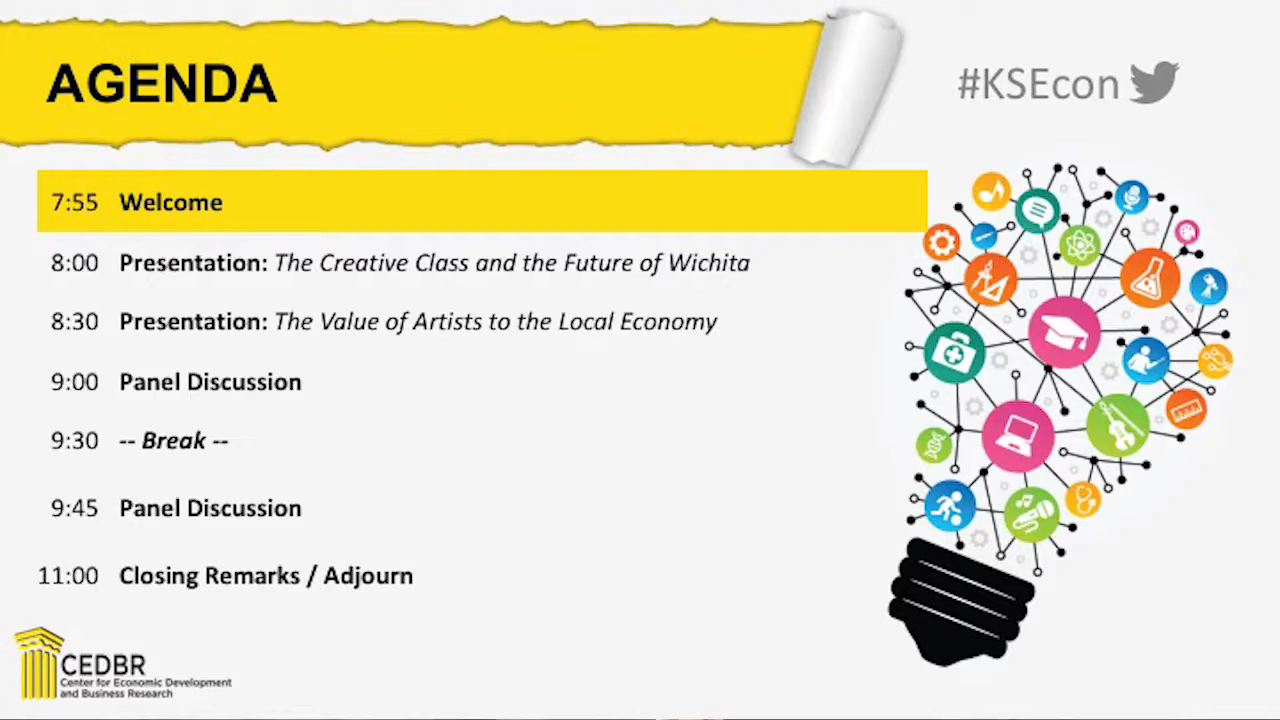 AGENDA
#KSEcon
7:55 Welcome
8:00 Presentation: The Creative Class and the Future of Wichita
8:30 Presentation: The Value of Artists to the Local Economy
9:00 Panel Discussion
9:30 -- Break --
9:45 Panel Discussion
11:00 Closing Remarks / Adjourn
CEDBR
Center for Economic Development
and Business Research